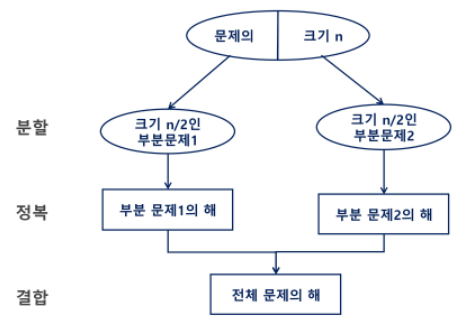 문제의 크기 n
분할
크기 n/2인
부분문제1
크기 n/2인
부분문제2
정복
부분 문제1의 해
부분 문제2의 해
결합
전체 문제의 해